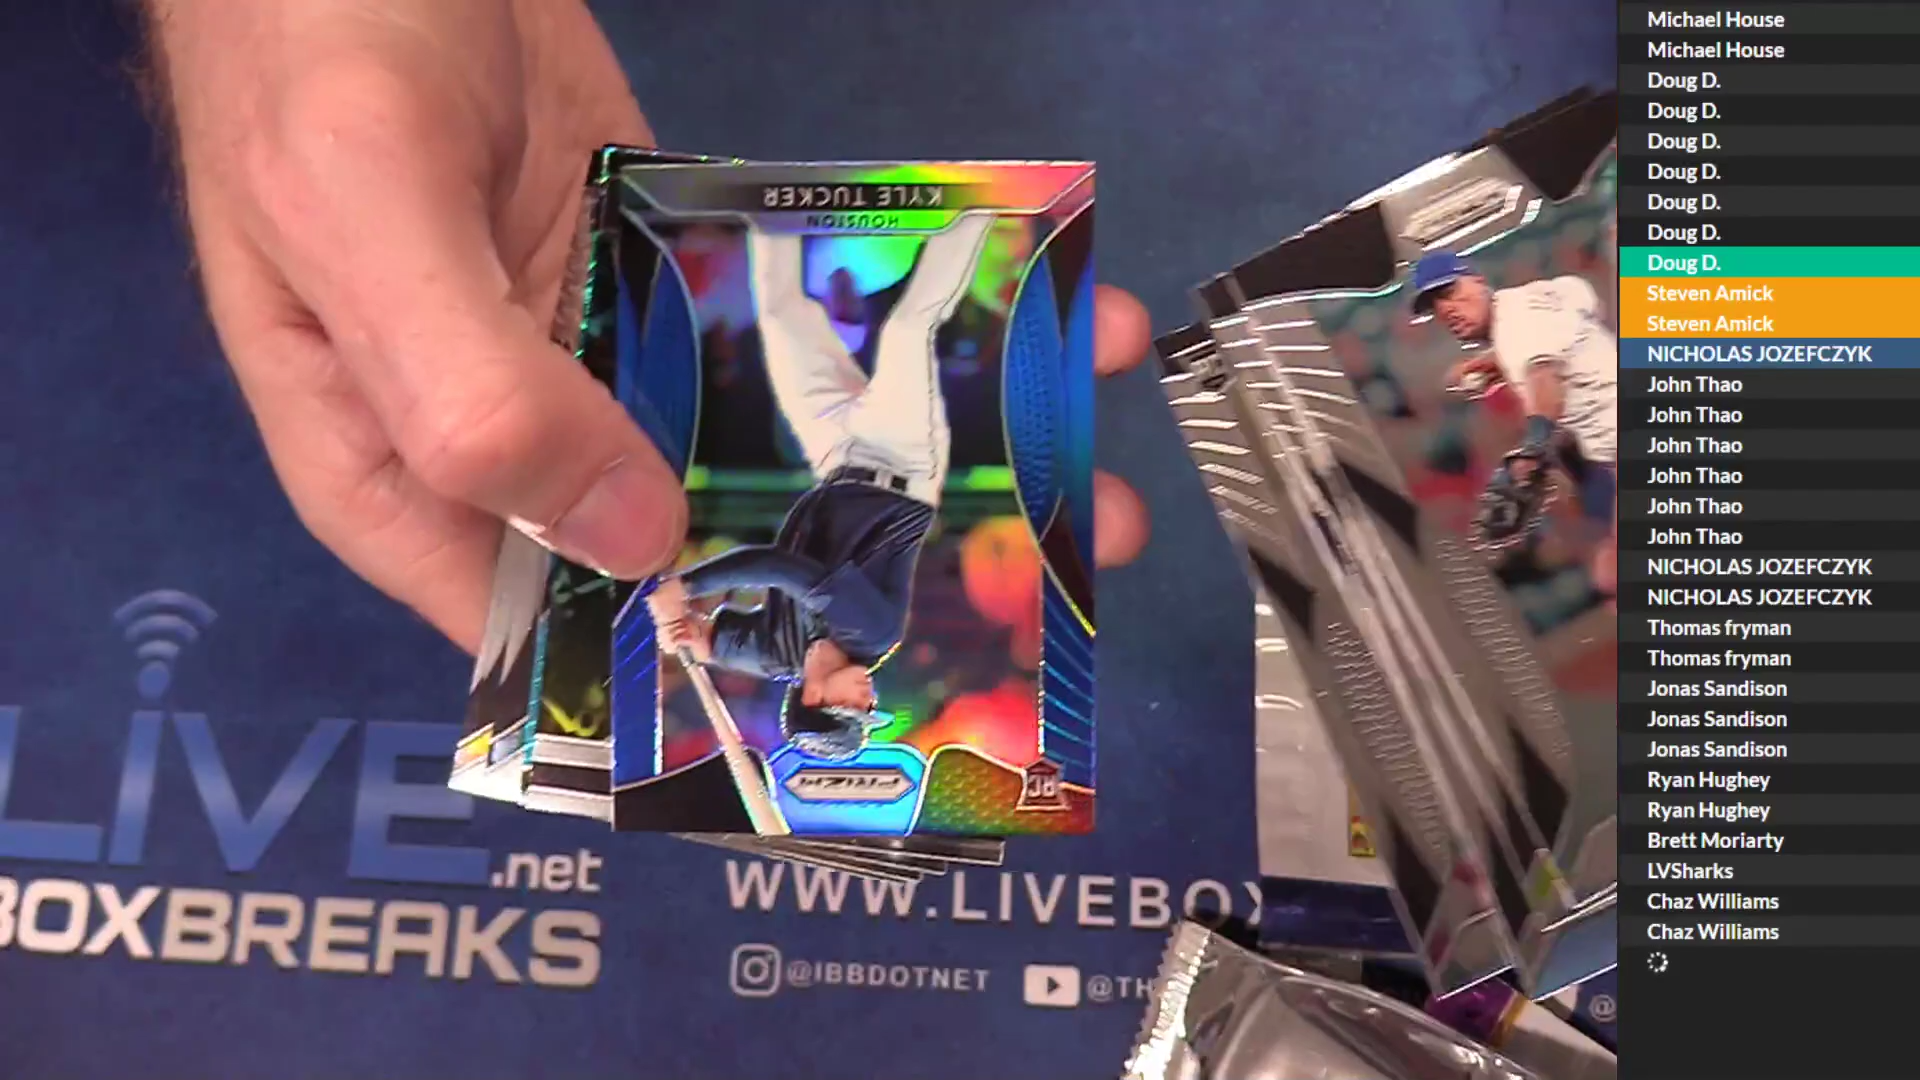 KYLE TUCKER
HOUSTON
PRIZM
RC
LIVE
.net
BOXBREAKS
WWW.LIVEBOX
@IBBDOTNET
@TH
@
Michael House
Michael House
Doug D.
Doug D.
Doug D.
Doug D.
Doug D.
Doug D.
Doug D.
Steven Amick
Steven Amick
NICHOLAS JOZEFCZYK
John Thao
John Thao
John Thao
John Thao
John Thao
John Thao
NICHOLAS JOZEFCZYK
NICHOLAS JOZEFCZYK
Thomas fryman
Thomas fryman
Jonas Sandison
Jonas Sandison
Jonas Sandison
Ryan Hughey
Ryan Hughey
Brett Moriarty
LVSharks
Chaz Williams
Chaz Williams